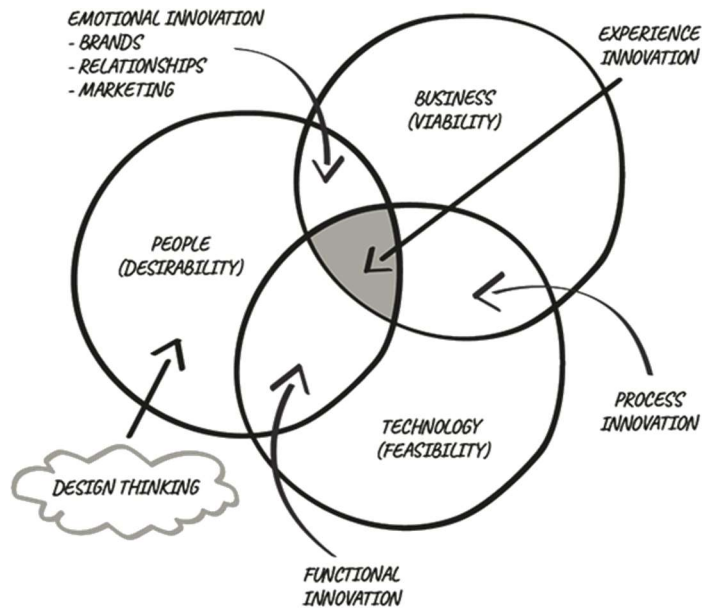 EMOTIONAL INNOVATION
- BRANDS
- RELATIONSHIPS
- MARKETING
EXPERIENCE
INNOVATION
BUSINESS
(VIABILITY)
PEOPLE
(DESIRABILITY)
PROCESS
INNOVATION
TECHNOLOGY
(FEASIBILITY)
DESIGN THINKING
FUNCTIONAL
INNOVATION